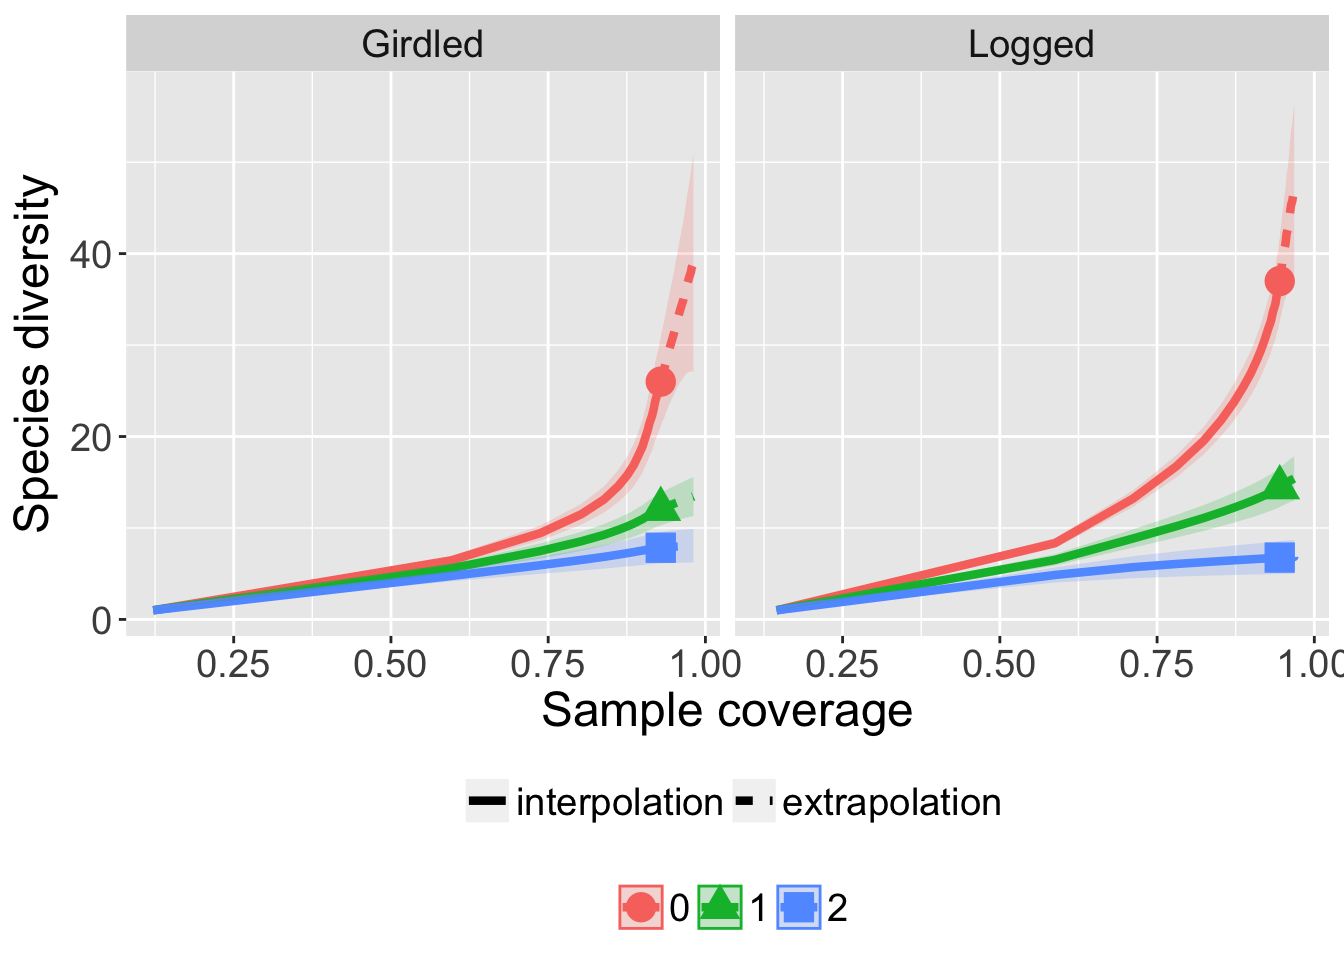 Girdled Logged
Species diversity
40
20
0
0.25 0.50 0.75 1.00 0.25 0.50 0.75 1.00
Sample coverage
interpolation extrapolation
0 1 2